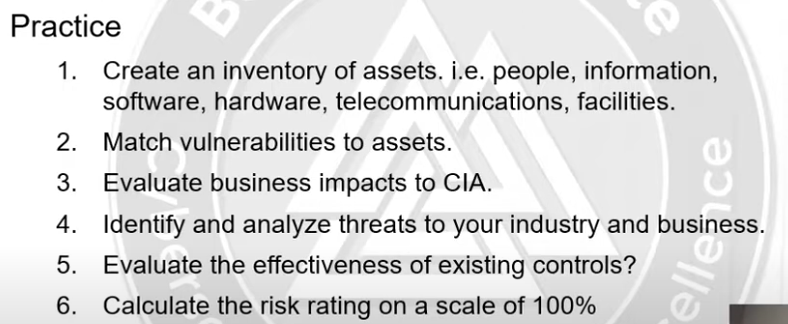 Practice
1. Create an inventory of assets. i.e. people, information,
software, hardware, telecommunications, facilities.
2. Match vulnerabilities to assets.
3. Evaluate business impacts to CIA.
4. Identify and analyze threats to your industry and business.
5. Evaluate the effectiveness of existing controls?
6. Calculate the risk rating on a scale of 100%